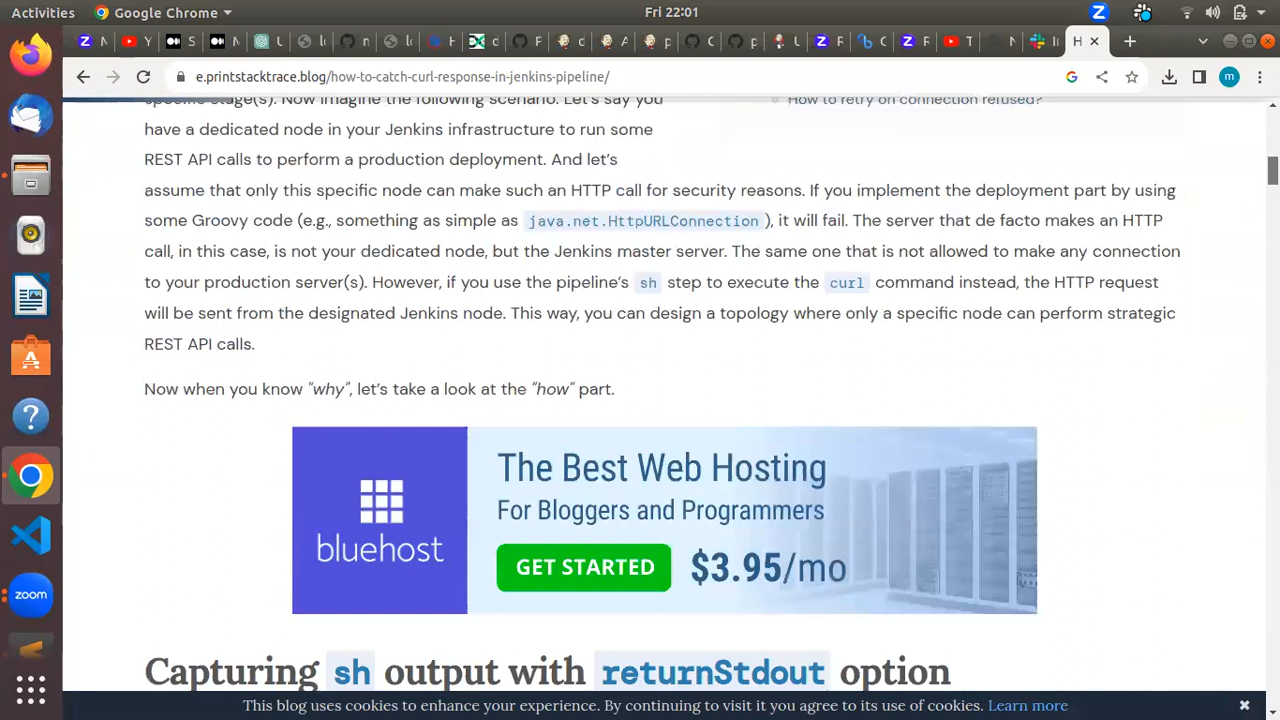 Activities
Google Chrome
Fri 22:01
e.printstacktrace.blog/how-to-catch-curl-response-in-jenkins-pipeline/
specific stage(s). Now imagine the following scenario. Let's say you
How to retry on connection refused?
have a dedicated node in your Jenkins infrastructure to run some
REST API calls to perform a production deployment. And let's
assume that only this specific node can make such an HTTP call for security reasons. If you implement the deployment part by using
some Groovy code (e.g., something as simple as java.net.HttpURLConnection ), it will fail. The server that de facto makes an HTTP
call, in this case, is not your dedicated node, but the Jenkins master server. The same one that is not allowed to make any connection
to your production server(s). However, if you use the pipeline's sh step to execute the curl command instead, the HTTP request
will be sent from the designated Jenkins node. This way, you can design a topology where only a specific node can perform strategic
REST API calls.
Now when you know "why", let's take a look at the "how" part.
The Best Web Hosting
For Bloggers and Programmers
bluehost
GET STARTED $3.95/mo
zoom
Capturing sh output with returnStdout option
This blog uses cookies to enhance your experience. By continuing to visit it you agree to its use of cookies. Learn more